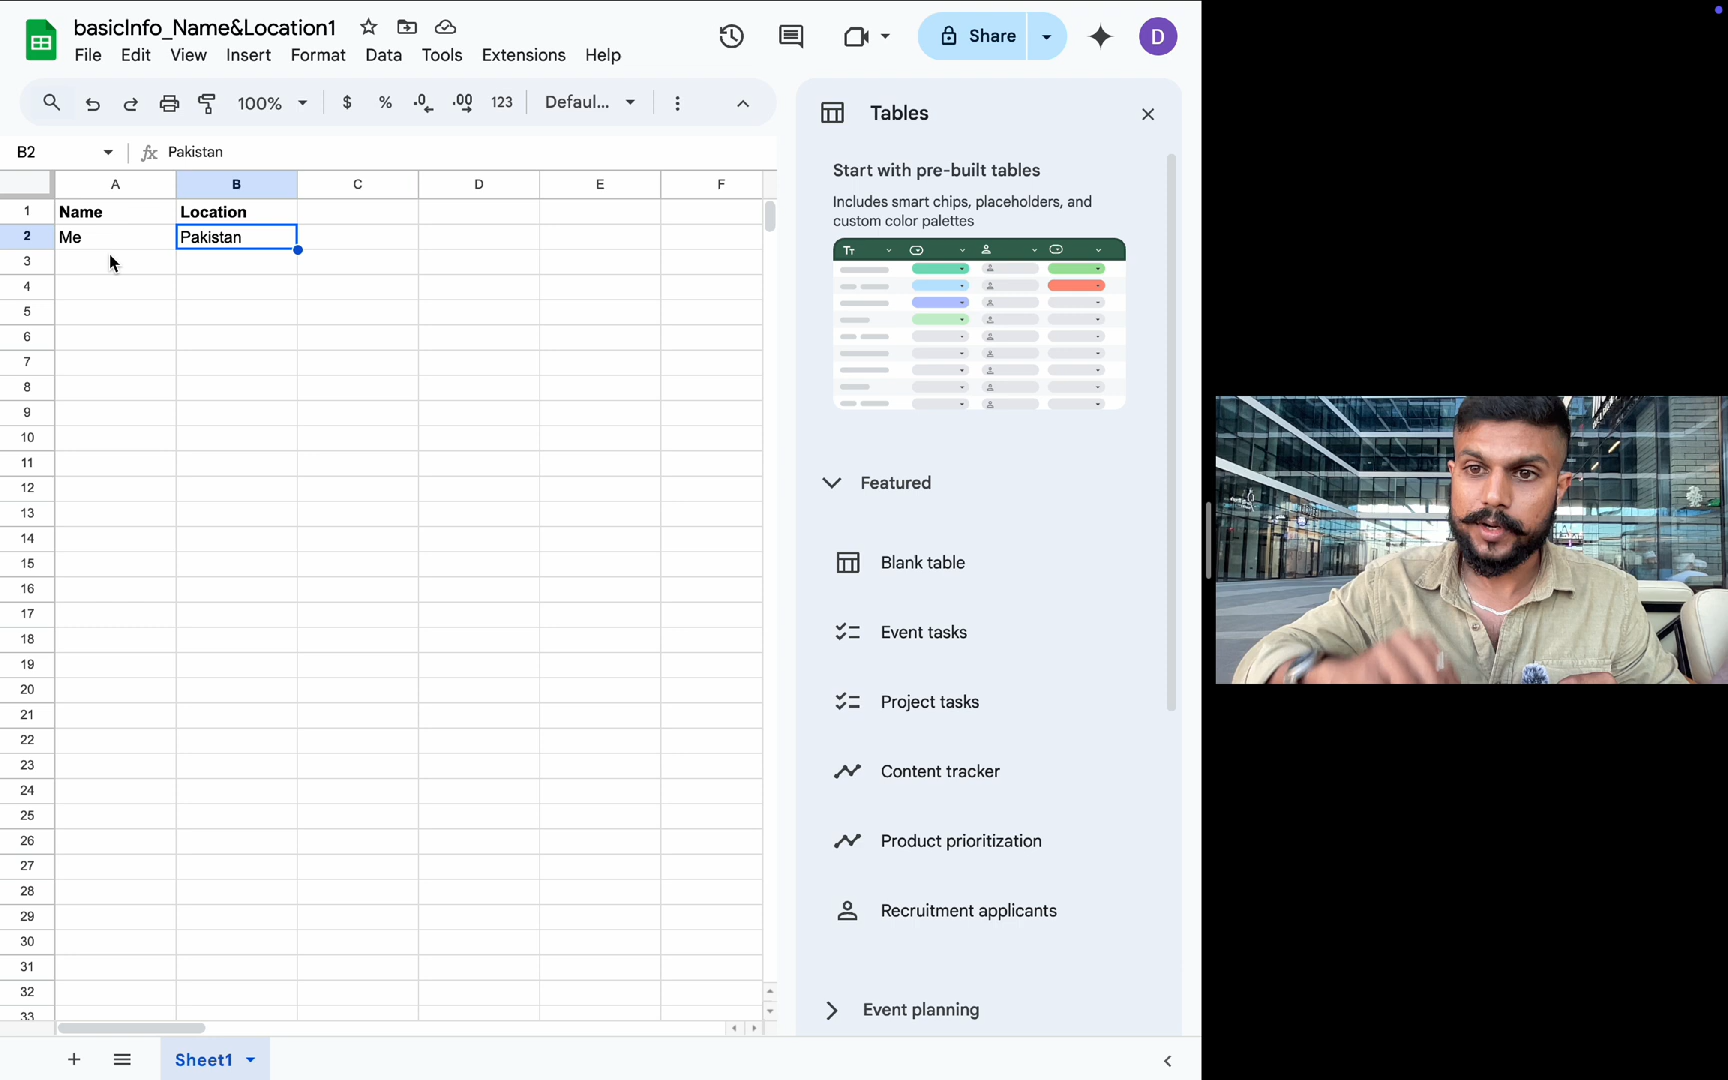 basicInfo_Name&Location1
File Edit View Insert Format Data Tools Extensions Help
Share
D
100% $ % .0 .00 123 Defaul...
B2 Pakistan
A B C D E F
1 Name Location
2 Me Pakistan
3
4
5
6
7
8
9
10
11
12
13
14
15
16
17
18
19
20
21
22
23
24
25
26
27
28
29
30
31
32
33
Sheet1
Tables
Start with pre-built tables
Includes smart chips, placeholders, and
custom color palettes
Featured
Blank table
Event tasks
Project tasks
Content tracker
Product prioritization
Recruitment applicants
Event planning